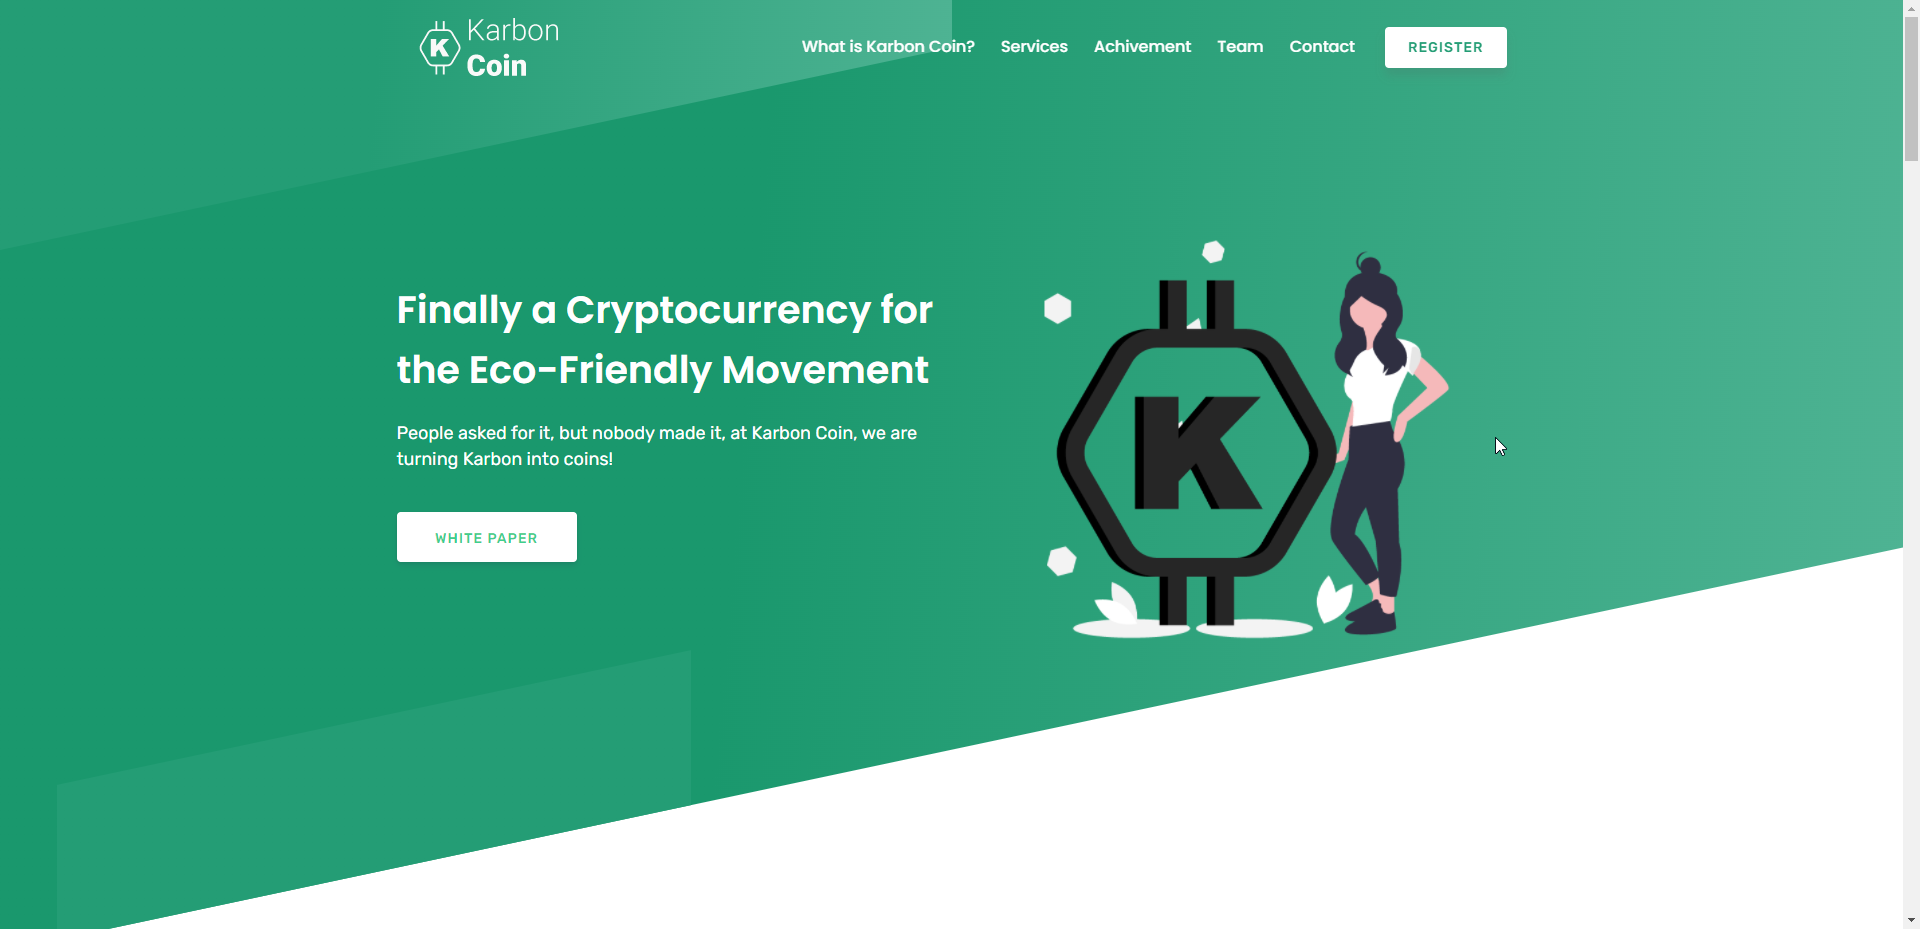 Karbon
Coin
What is Karbon Coin? Services Achivement Team Contact REGISTER
Finally a Cryptocurrency for
the Eco-Friendly Movement
People asked for it, but nobody made it, at Karbon Coin, we are
turning Karbon into coins!
WHITE PAPER
K
K